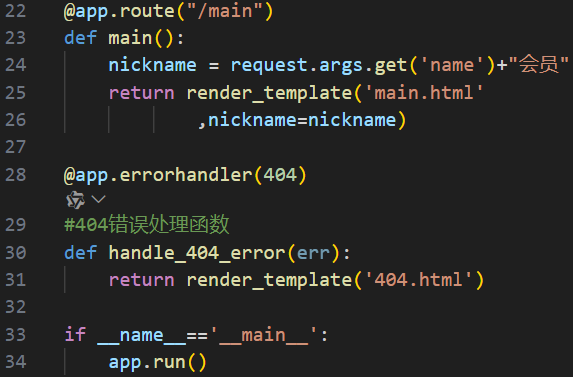 22 @app.route("/main")
23 def main():
24     nickname = request.args.get('name')+"会员"
25     return render_template('main.html'
26             ,nickname=nickname)
27
28 @app.errorhandler(404)
29 #404错误处理函数
30 def handle_404_error(err):
31     return render_template('404.html')
32
33 if __name__=='__main__':
34     app.run()